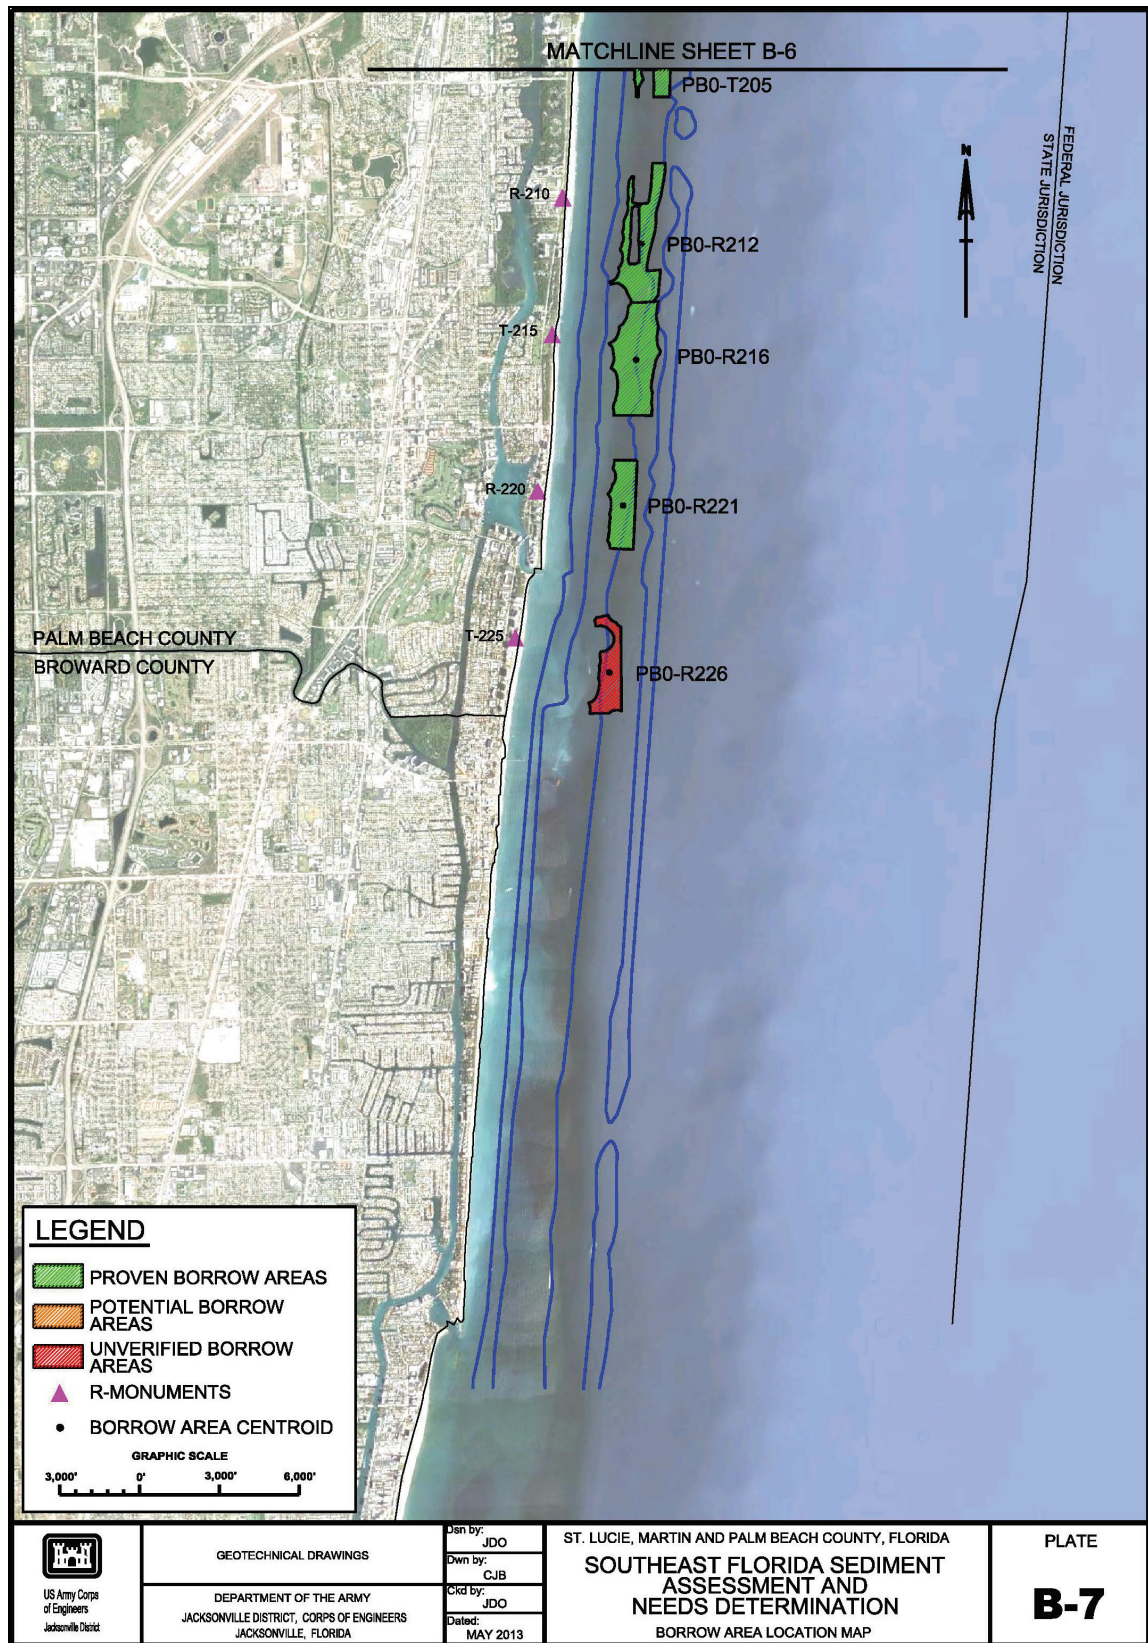 MATCHLINE SHEET B-6
PB0-T205
FEDERAL JURISDICTION
STATE JURISDICTION
N
R-210
PB0-R212
T-215
PB0-R216
R-220
PB0-R221
PALM BEACH COUNTY
BROWARD COUNTY
T-225
PB0-R226
LEGEND
PROVEN BORROW AREAS
POTENTIAL BORROW
AREAS
UNVERIFIED BORROW
AREAS
R-MONUMENTS
BORROW AREA CENTROID
GRAPHIC SCALE
3,000' 0' 3,000' 6,000'
US Army Corps
of Engineers
Jacksonville District
GEOTECHNICAL DRAWINGS
DEPARTMENT OF THE ARMY
JACKSONVILLE DISTRICT, CORPS OF ENGINEERS
JACKSONVILLE, FLORIDA
Dsn by:
JDO
Dwn by:
CJB
Ckd by:
JDO
Dated:
MAY 2013
ST. LUCIE, MARTIN AND PALM BEACH COUNTY, FLORIDA
SOUTHEAST FLORIDA SEDIMENT
ASSESSMENT AND
NEEDS DETERMINATION
BORROW AREA LOCATION MAP
PLATE
B-7